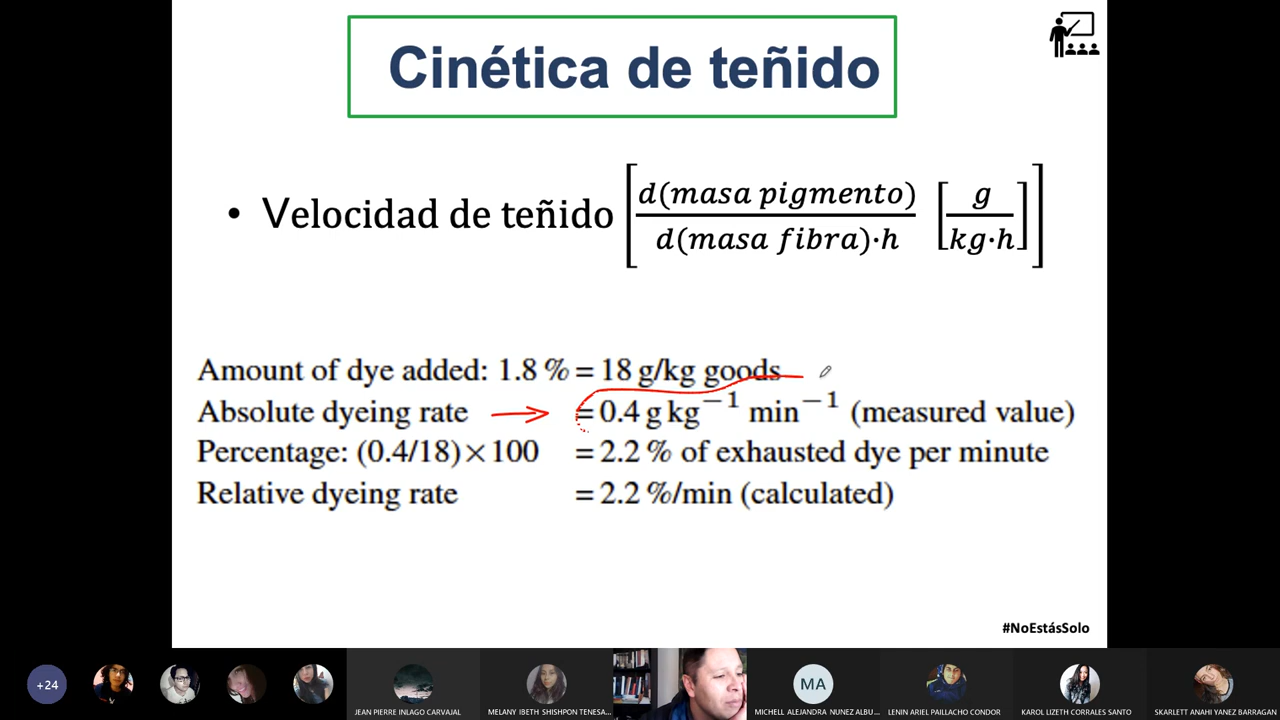 Cinética de teñido
• Velocidad de teñido [d(masa pigmento) / d(masa fibra)·h [g / kg·h]]
Amount of dye added: 1.8 % = 18 g/kg goods
Absolute dyeing rate = 0.4 g kg⁻¹ min⁻¹ (measured value)
Percentage: (0.4/18)×100 = 2.2 % of exhausted dye per minute
Relative dyeing rate = 2.2 %/min (calculated)
#NoEstásSolo
+24
JEAN PIERRE INLAGO CARVAJAL
MELANY IBETH SHISHPON TENESA...
MA
MICHELL ALEJANDRA NUNEZ ALBU...
LENIN ARIEL PAILLACHO CONDOR
KAROL LIZETH CORRALES SANTO
SKARLETT ANAHI YANEZ BARRAGAN